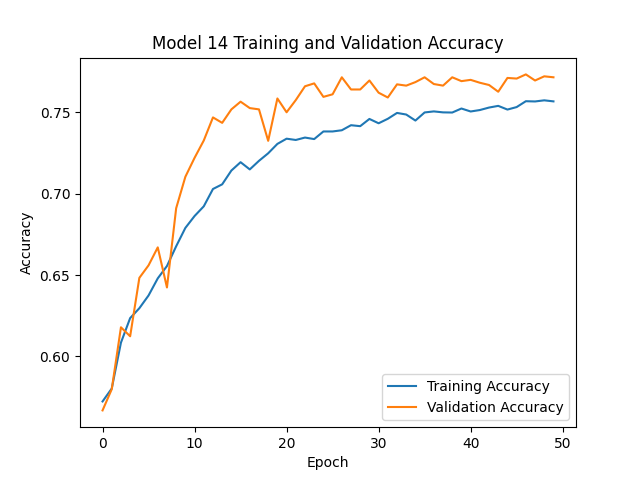 Model 14 Training and Validation Accuracy
Accuracy
0.75
0.70
0.65
0.60
Training Accuracy
Validation Accuracy
0 10 20 30 40 50
Epoch